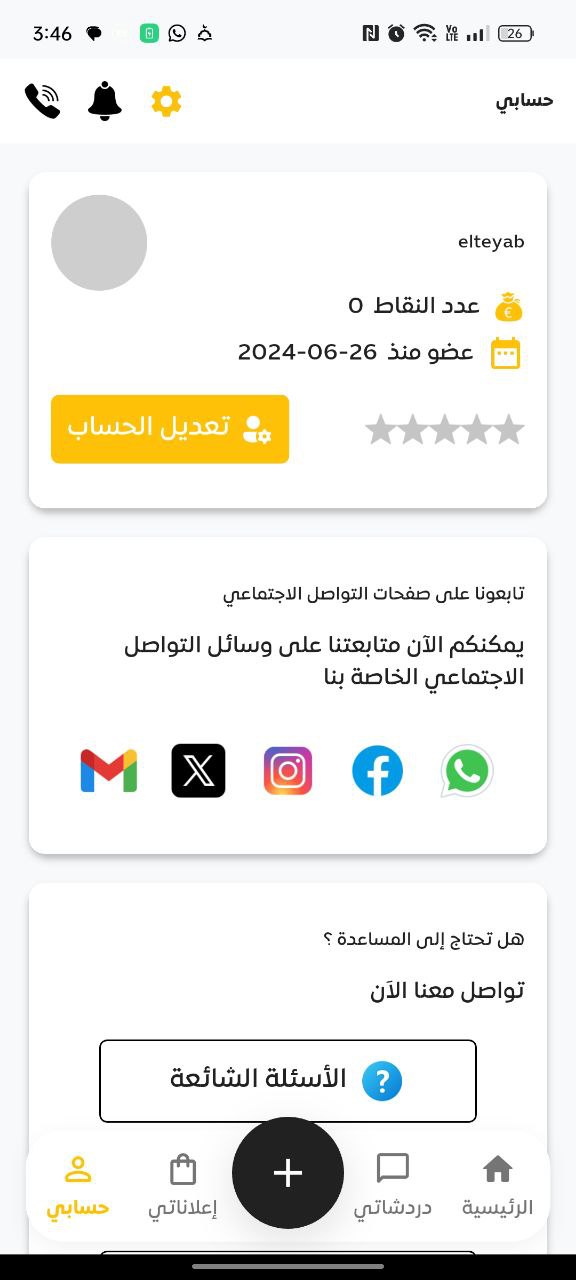 3:46
Vo
LTE
26
حسابي
elteyab
€
عدد النقاط 0
عضو منذ 2024-06-26
تعديل الحساب
تابعونا على صفحات التواصل الاجتماعي
يمكنكم الآن متابعتنا على وسائل التواصل
الاجتماعي الخاصة بنا
هل تحتاج إلى المساعدة ؟
تواصل معنا الآن
؟ الأسئلة الشائعة
الرئيسية
دردشاتي
+
إعلاناتي
حسابي